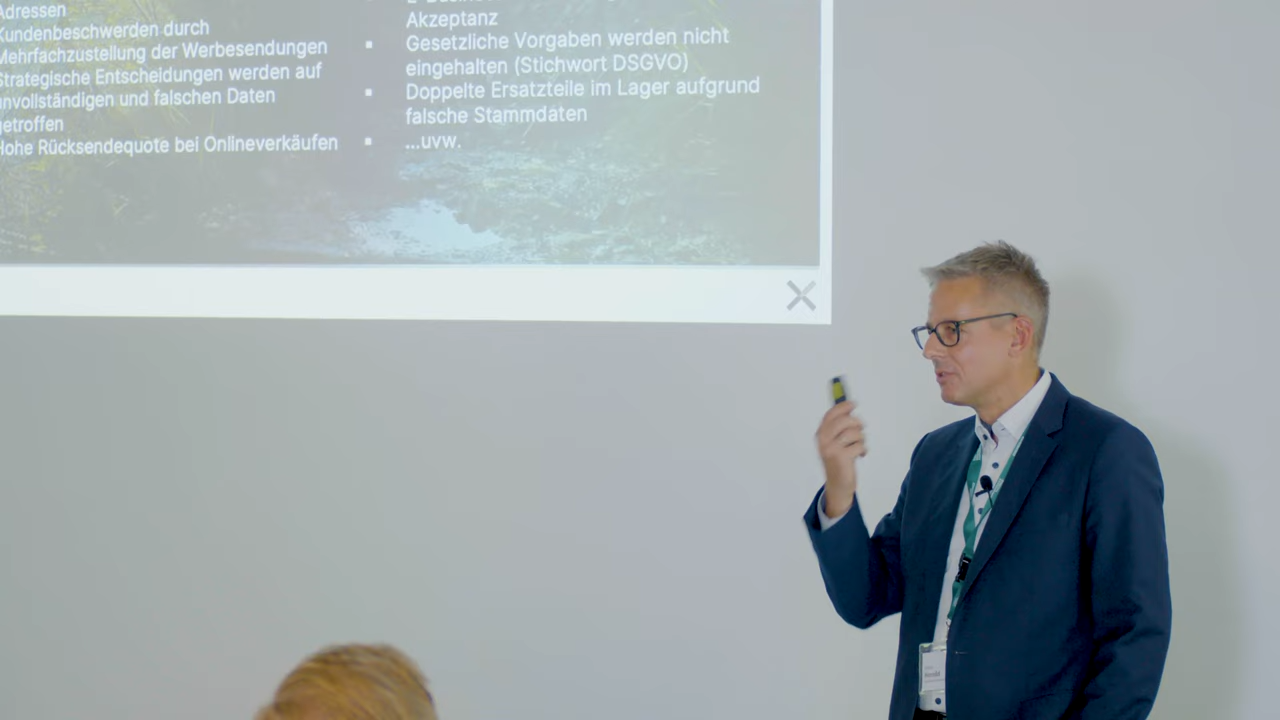 Adressen
Kundenbeschwerden durch
Mehrfachzustellung der Werbesendungen
Strategische Entscheidungen werden auf
unvollständigen und falschen Daten
getroffen
Hohe Rücksendequote bei Onlineverkäufen
Akzeptanz
Gesetzliche Vorgaben werden nicht
eingehalten (Stichwort DSGVO)
Doppelte Ersatzteile im Lager aufgrund
falsche Stammdaten
...uvw.